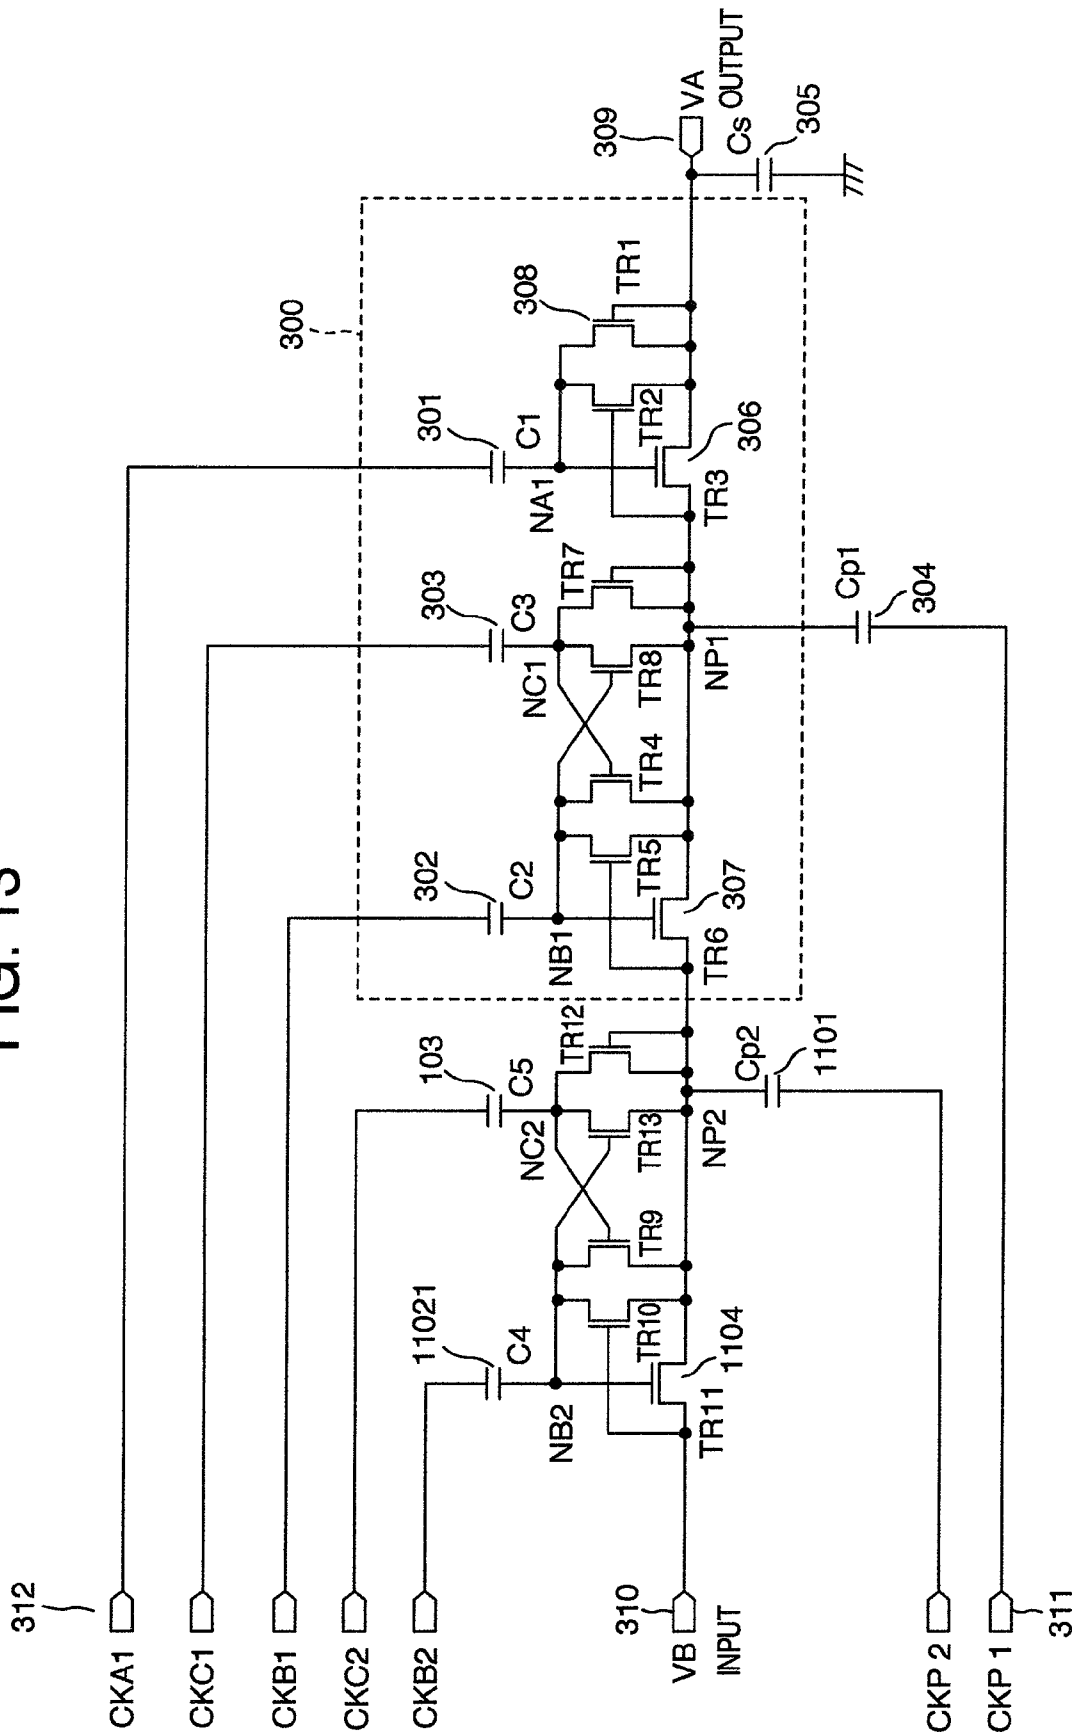 FIG. 13
312
CKA1
CKC1
CKB1
CKC2
CKB2
310
VB
INPUT
CKP 2
CKP 1
311
300
301
C1
NA1
303
C3
NC1
302
C2
NB1
103
C5
NC2
11021
C4
NB2
308
TR1
TR2
TR3
306
TR7
TR8
TR4
TR5
TR6
307
NP1
Cp1
304
TR12
TR13
TR9
TR10
TR11
1104
NP2
Cp2
1101
309
VA
OUTPUT
Cs
305